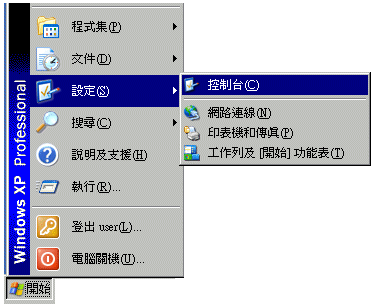 程式集(P)
文件(D)
設定(S)
搜尋(C)
說明及支援(H)
執行(R)...
登出 user(L)...
電腦關機(U)...
控制台(C)
網路連線(N)
印表機和傳真(P)
工作列及 [開始] 功能表(T)
Windows XP Professional
開始